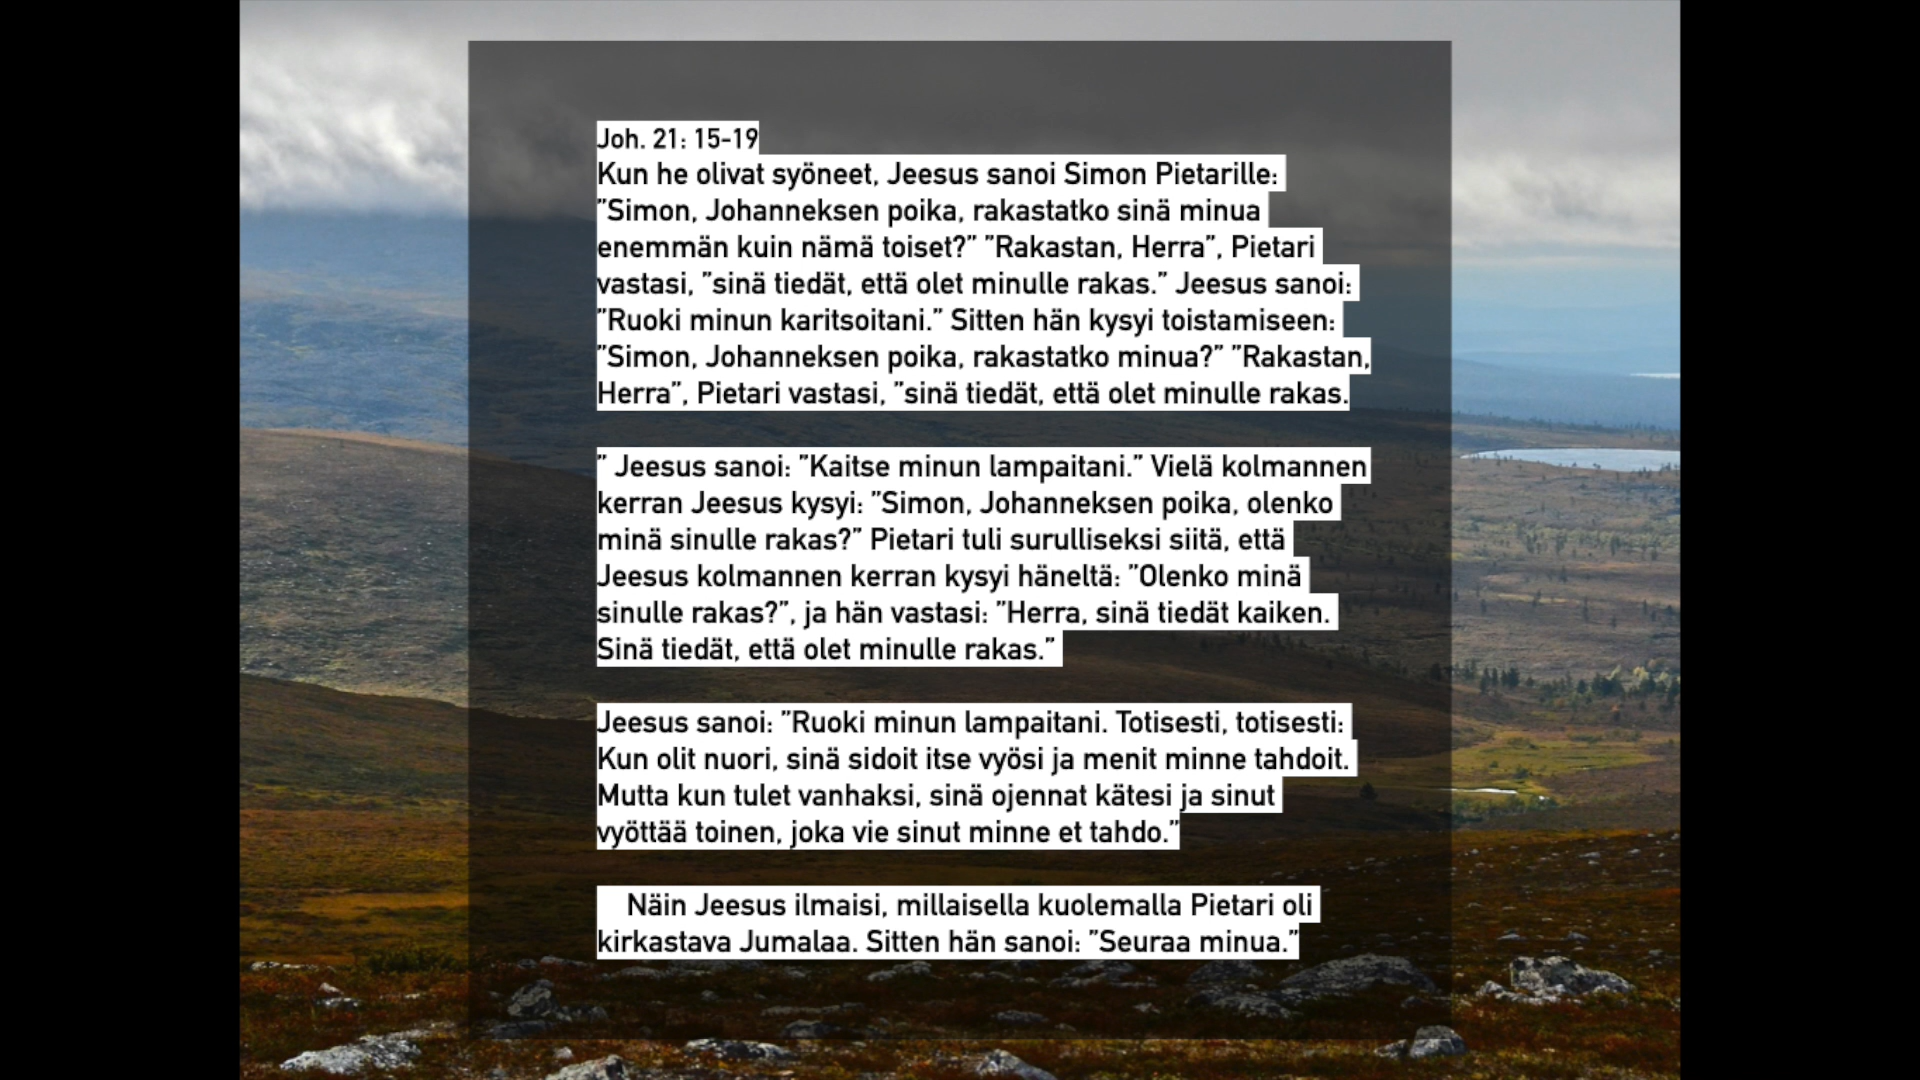 Joh. 21: 15-19
Kun he olivat syöneet, Jeesus sanoi Simon Pietarille:
”Simon, Johanneksen poika, rakastatko sinä minua
enemmän kuin nämä toiset?” ”Rakastan, Herra”, Pietari
vastasi, ”sinä tiedät, että olet minulle rakas.” Jeesus sanoi:
”Ruoki minun karitsoitani.” Sitten hän kysyi toistamiseen:
”Simon, Johanneksen poika, rakastatko minua?” ”Rakastan,
Herra”, Pietari vastasi, ”sinä tiedät, että olet minulle rakas.
” Jeesus sanoi: ”Kaitse minun lampaitani.” Vielä kolmannen
kerran Jeesus kysyi: ”Simon, Johanneksen poika, olenko
minä sinulle rakas?” Pietari tuli surulliseksi siitä, että
Jeesus kolmannen kerran kysyi häneltä: ”Olenko minä
sinulle rakas?”, ja hän vastasi: ”Herra, sinä tiedät kaiken.
Sinä tiedät, että olet minulle rakas.”
Jeesus sanoi: ”Ruoki minun lampaitani. Totisesti, totisesti:
Kun olit nuori, sinä sidoit itse vyösi ja menit minne tahdoit.
Mutta kun tulet vanhaksi, sinä ojennat kätesi ja sinut
vyöttää toinen, joka vie sinut minne et tahdo.”
Näin Jeesus ilmaisi, millaisella kuolemalla Pietari oli
kirkastava Jumalaa. Sitten hän sanoi: ”Seuraa minua.”